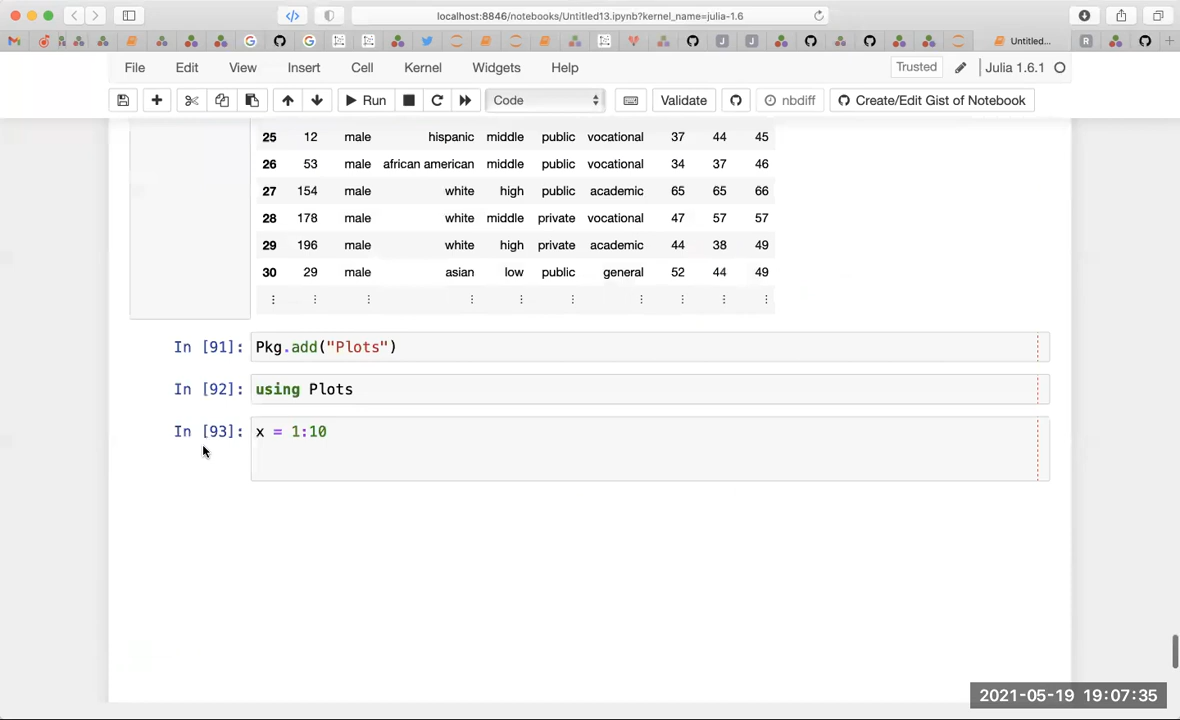 localhost:8846/notebooks/Untitled13.ipynb?kernel_name=julia-1.6
Untitled...
File Edit View Insert Cell Kernel Widgets Help Trusted Julia 1.6.1
Run Code Validate nbdiff Create/Edit Gist of Notebook
25 12 male hispanic middle public vocational 37 44 45
26 53 male african american middle public vocational 34 37 46
27 154 male white high public academic 65 65 66
28 178 male white middle private vocational 47 57 57
29 196 male white high private academic 44 38 49
30 29 male asian low public general 52 44 49
⋮ ⋮ ⋮ ⋮ ⋮ ⋮ ⋮ ⋮ ⋮ ⋮
In [91]: Pkg.add("Plots")
In [92]: using Plots
In [93]: x = 1:10
2021-05-19 19:07:35